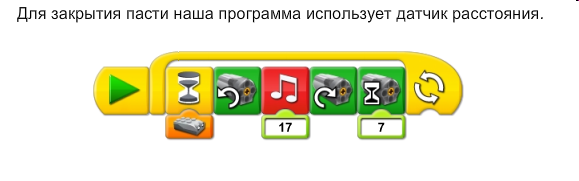 Для закрытия пасти наша программа использует датчик расстояния.
17 7